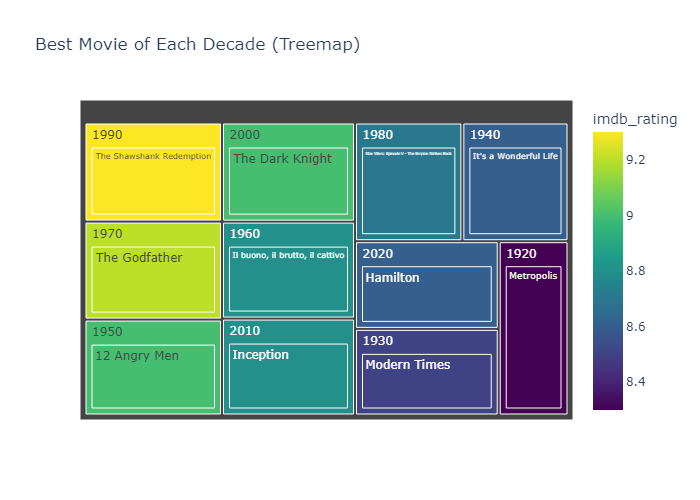 Best Movie of Each Decade (Treemap)
1990
The Shawshank Redemption
2000
The Dark Knight
1980
Star Wars: Episode V - The Empire Strikes Back
1940
It's a Wonderful Life
1970
The Godfather
1960
Il buono, il brutto, il cattivo
2020
Hamilton
1920
Metropolis
1950
12 Angry Men
2010
Inception
1930
Modern Times
imdb_rating
9.2
9
8.8
8.6
8.4